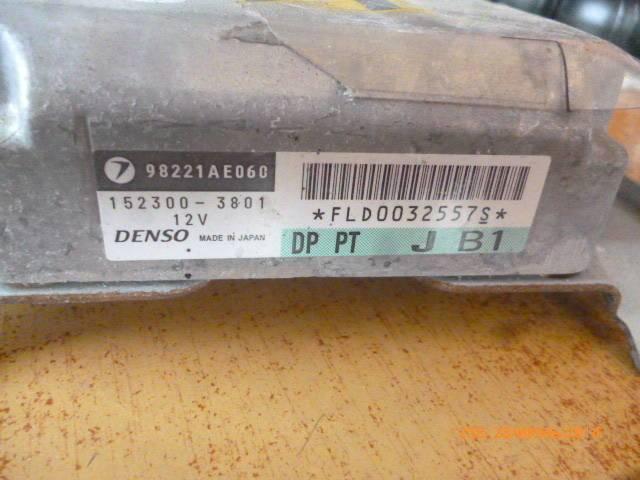 98221AE060
152300-3801
12V
DENSO MADE IN JAPAN
*FLD0032557S*
DP PT J B1